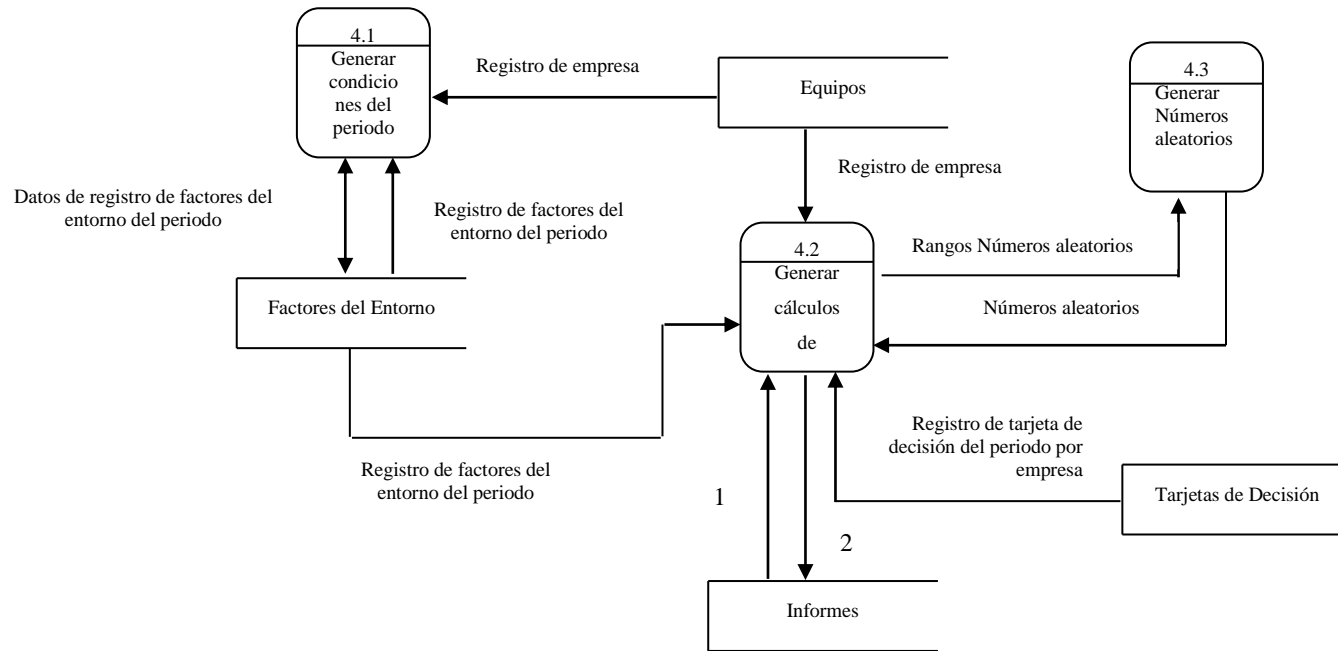 4.1
Generar
condicio
nes del
periodo
Registro de empresa
Equipos
4.3
Generar
Números
aleatorios
Registro de empresa
Datos de registro de factores del
entorno del periodo
Registro de factores del
entorno del periodo
4.2
Generar
cálculos
de
Rangos Números aleatorios
Números aleatorios
Factores del Entorno
Registro de factores del
entorno del periodo
Registro de tarjeta de
decisión del periodo por
empresa
Tarjetas de Decisión
1
2
Informes